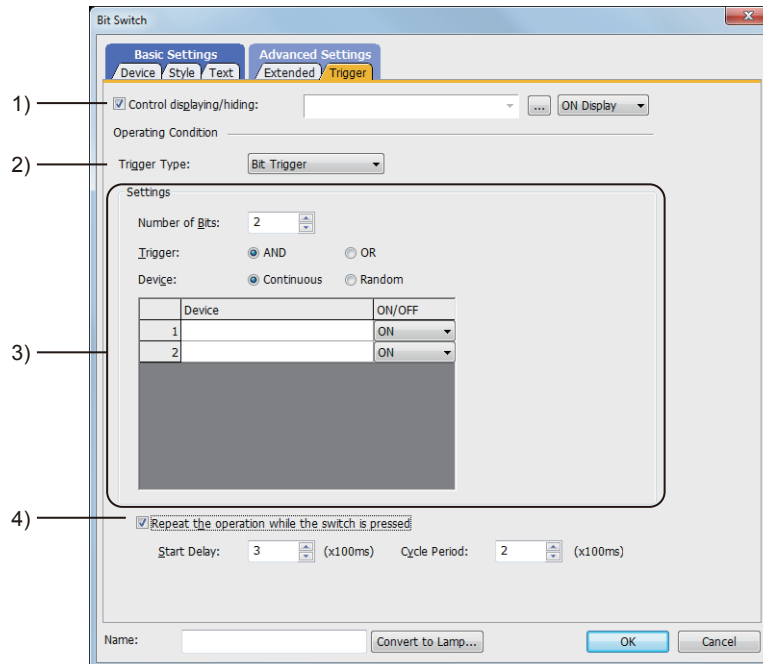 Bit Switch
x
Basic Settings Advanced Settings
Device Style Text Extended Trigger
1) Control displaying/hiding: ... ON Display
Operating Condition
2) Trigger Type: Bit Trigger
Settings
Number of Bits: 2
Trigger: AND OR
Device: Continuous Random
Device ON/OFF
1 ON
2 ON
3)
4) Repeat the operation while the switch is pressed
Start Delay: 3 (x100ms) Cycle Period: 2 (x100ms)
Name: Convert to Lamp... OK Cancel